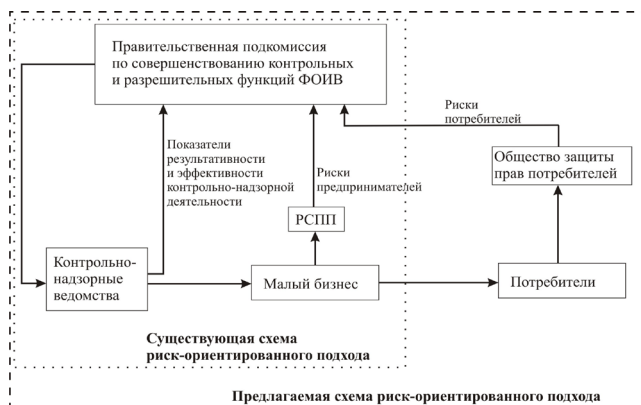 Правительственная подкомиссия
по совершенствованию контрольных
и разрешительных функций ФОИВ
Риски
потребителей
Показатели
результативности
и эффективности
контрольно-надзорной
деятельности
Риски
предпринимателей
Общество защиты
прав потребителей
РСПП
Контрольно-
надзорные
ведомства
Малый бизнес
Потребители
Существующая схема
риск-ориентированного подхода
Предлагаемая схема риск-ориентированного подхода